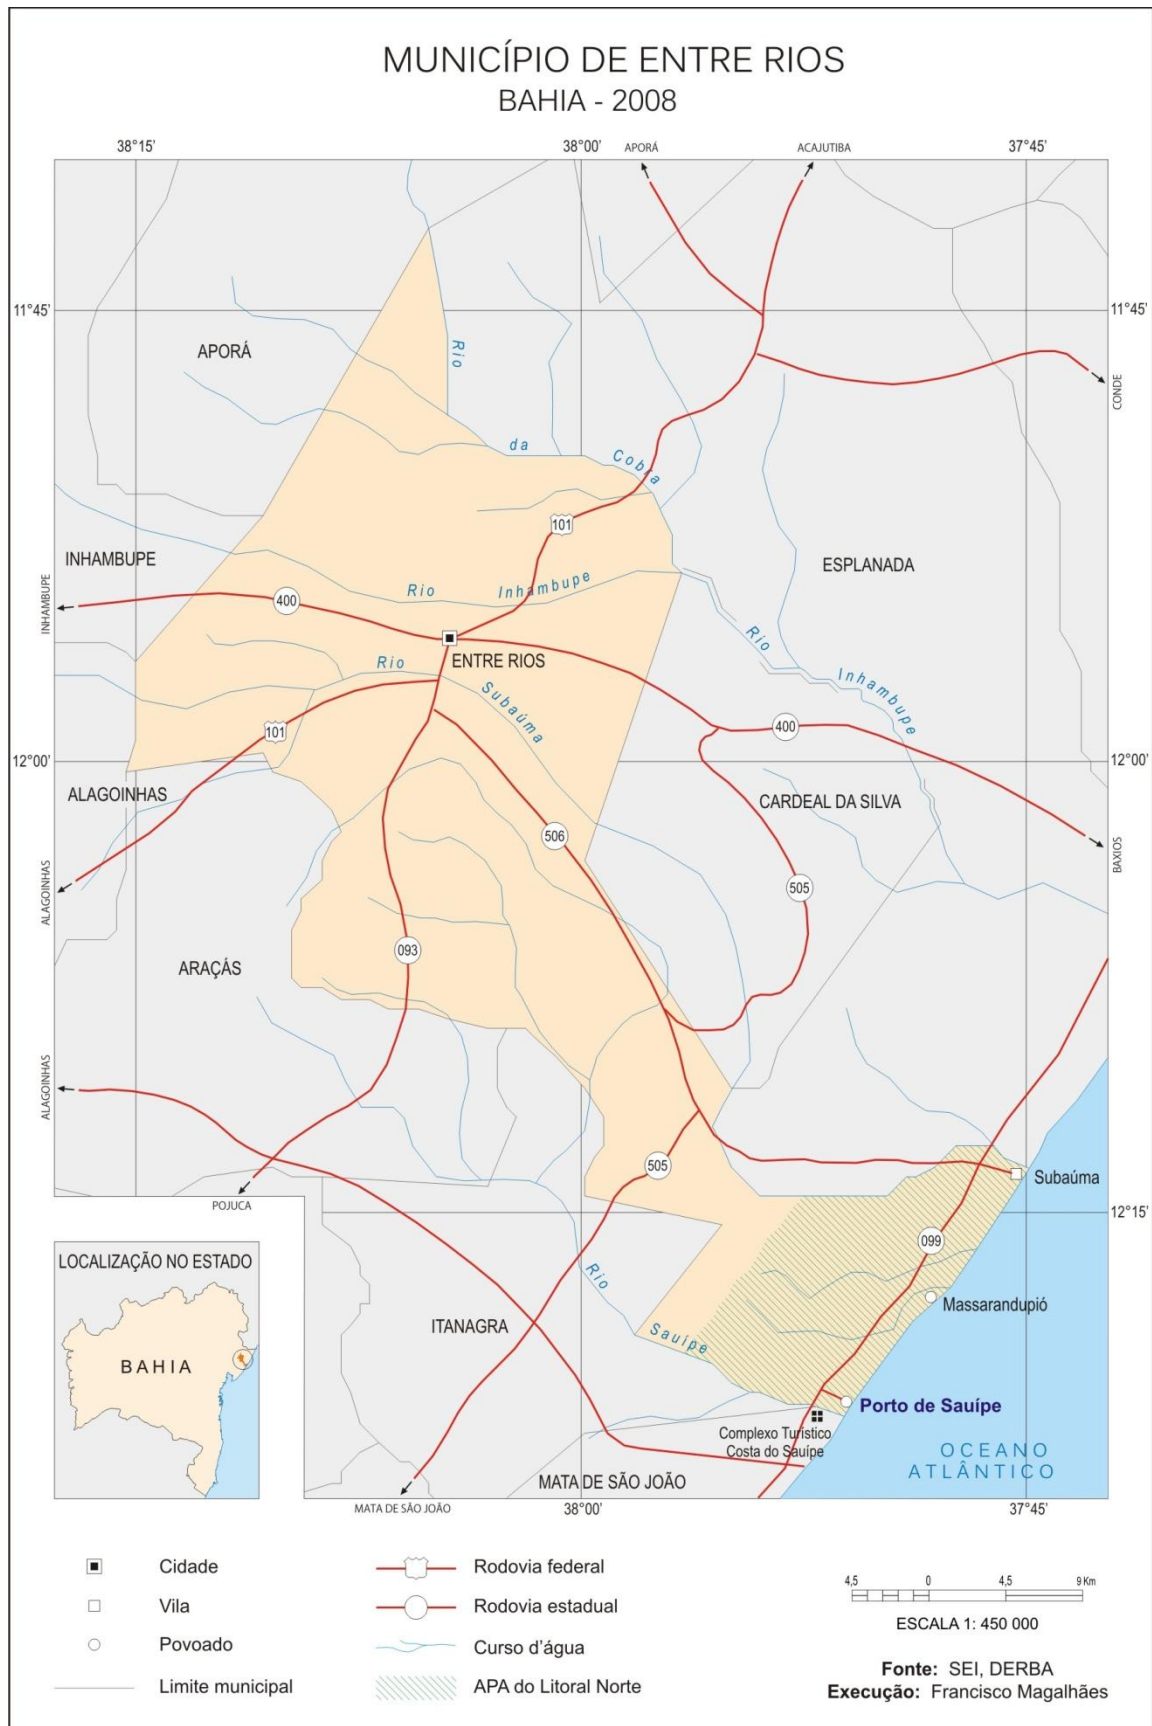 MUNICÍPIO DE ENTRE RIOS
BAHIA - 2008
38°15'
38°00'
APORÁ
ACAJUTIBA
37°45'
11°45'
11°45'
Rio
APORÁ
CONDE
da
Cobra
101
INHAMBUPE
ESPLANADA
INHAMBUPE
400
Rio
Inhambupe
Rio
ENTRE RIOS
Rio
Inhambupe
Subaúma
101
400
12°00'
12°00'
ALAGOINHAS
CARDEAL DA SILVA
506
BAXIOS
ALAGOINHAS
505
093
ARAÇÁS
ALAGOINHAS
505
Subaúma
POJUCA
12°15'
099
LOCALIZAÇÃO NO ESTADO
Rio
Massarandupió
ITANAGRA
Sauípe
BAHIA
Porto de Sauípe
Complexo Turístico
Costa do Sauípe
OCEANO
ATLÂNTICO
MATA DE SÃO JOÃO
MATA DE SÃO JOÃO
38°00'
37°45'
Cidade
Rodovia federal
Vila
Rodovia estadual
Povoado
Curso d'água
Limite municipal
APA do Litoral Norte
4,5 0 4,5 9 Km
ESCALA 1: 450 000
Fonte: SEI, DERBA
Execução: Francisco Magalhães